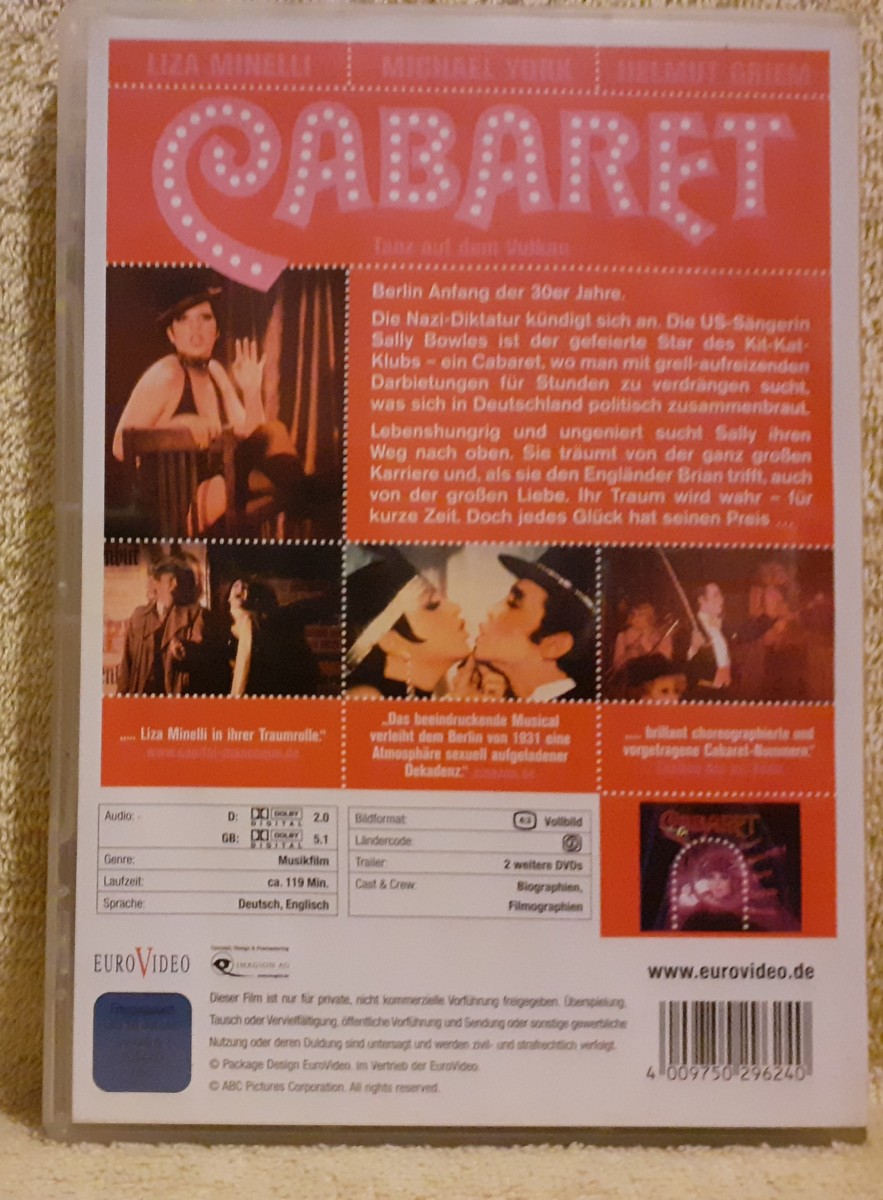 LIZA MINELLI MICHAEL YORK HELMUT GRIEM
CABARET
Tanz auf dem Vulkan
Berlin Anfang der 30er Jahre.
Die Nazi-Diktatur kündigt sich an. Die US-Sängerin
Sally Bowles ist der gefeierte Star des Kit-Kat-
Klubs – ein Cabaret, wo man mit grell-aufreizenden
Darbietungen für Stunden zu verdrängen sucht,
was sich in Deutschland politisch zusammenbraut.
Lebenshungrig und ungeniert sucht Sally ihren
Weg nach oben. Sie träumt von der ganz großen
Karriere und, als sie den Engländer Brian trifft, auch
von der großen Liebe. Ihr Traum wird wahr – für
kurze Zeit. Doch jedes Glück hat seinen Preis ...
„... Liza Minelli in ihrer Traumrolle.“
„Das beeindruckende Musical
verleiht dem Berlin von 1931 eine
Atmosphäre sexuell aufgeladener
Dekadenz.“
„... brillant choreographierte und
vorgetragene Cabaret-Nummern.“
CABARET
Audio: D: DOLBY DIGITAL 2.0
GB: DOLBY DIGITAL 5.1
Genre: Musikfilm
Laufzeit: ca. 119 Min.
Sprache: Deutsch, Englisch
Bildformat: 4:3 Vollbild
Ländercode: 2
Trailer: 2 weitere DVDs
Cast & Crew: Biographien,
Filmographien
EUROVIDEO
IMAGION AG
www.eurovideo.de
Dieser Film ist nur für private, nicht kommerzielle Vorführung freigegeben. Überspielung,
Tausch oder Vervielfältigung, öffentliche Vorführung und Sendung oder sonstige gewerbliche
Nutzung oder deren Duldung sind untersagt und werden zivil- und strafrechtlich verfolgt.
© Package Design EuroVideo. Im Vertrieb der EuroVideo.
© ABC Pictures Corporation. All rights reserved.
4 009750 296240